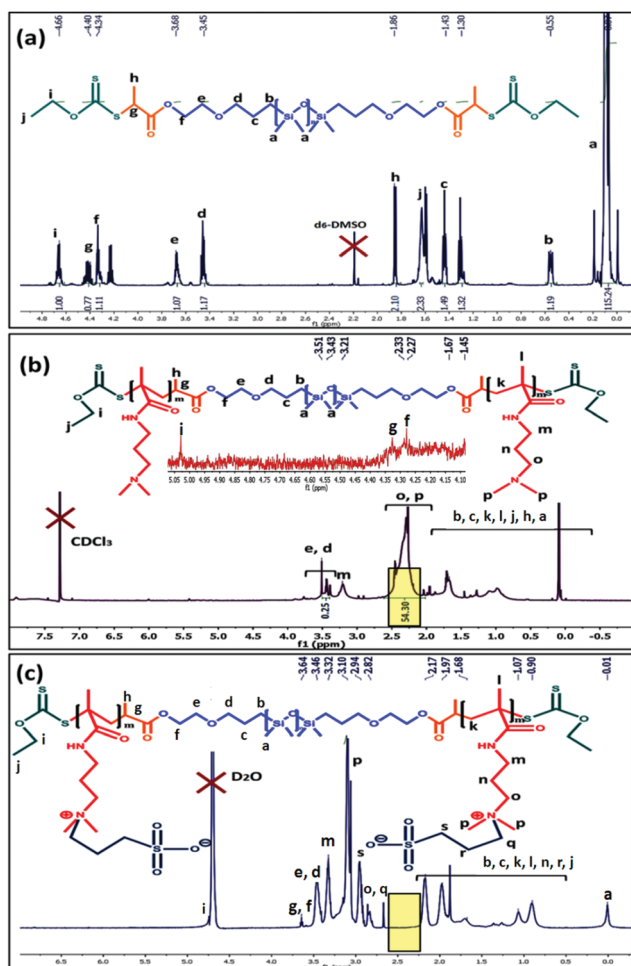 (a)
-4.66
-4.40
-4.34
-3.68
-3.45
-1.86
-1.43
-1.30
-0.55
S h O e d b Si O Si O S
i O S g O f O c a a m O S O
j
a
h
j
c
i
f
d
g
e
d6-DMSO
b
1.00
0.77
1.11
1.07
1.17
2.10
2.33
1.49
1.32
1.19
115.24
4.8 4.6 4.4 4.2 4.0 3.8 3.6 3.4 3.2 3.0 2.8 2.6 2.4 2.2 2.0 1.8 1.6 1.4 1.2 1.0 0.8 0.6 0.4 0.2 0.0
f1 (ppm)
(b)
-3.51
-3.43
-3.21
2.33
2.27
-1.67
-1.45
S S m h g O O e d b Si O Si O O O k l m S S
O O f O c a a O O
j i HN NH m
n
o
N N
p p
i
g
f
5.05 5.00 4.95 4.90 4.85 4.80 4.75 4.70 4.65 4.60 4.55 4.50 4.45 4.40 4.35 4.30 4.25 4.20 4.15 4.10
f1 (ppm)
o, p
b, c, k, l, j, h, a
CDCl₃
e, d
m
0.25
54.30
7.5 7.0 6.5 6.0 5.5 5.0 4.5 4.0 3.5 3.0 2.5 2.0 1.5 1.0 0.5 0.0 -0.5
f1 (ppm)
(c)
-3.64
-3.46
-3.32
-3.10
-2.94
-2.82
2.17
-1.97
-1.68
-1.07
-0.90
-0.01
S S m h g O O e d b Si O Si O O O k l m S S
O O f O c a a O O
j i HN NH m
n
o
N⊕ ⊕N
p p
q
r
s
O S O O⊖ ⊖O S O O
D₂O
p
m
s
e, d
o, q
g, f
i
b, c, k, l, n, r, j
a
6.5 6.0 5.5 5.0 4.5 4.0 3.5 3.0 2.5 2.0 1.5 1.0 0.5 0.0
f1 (ppm)